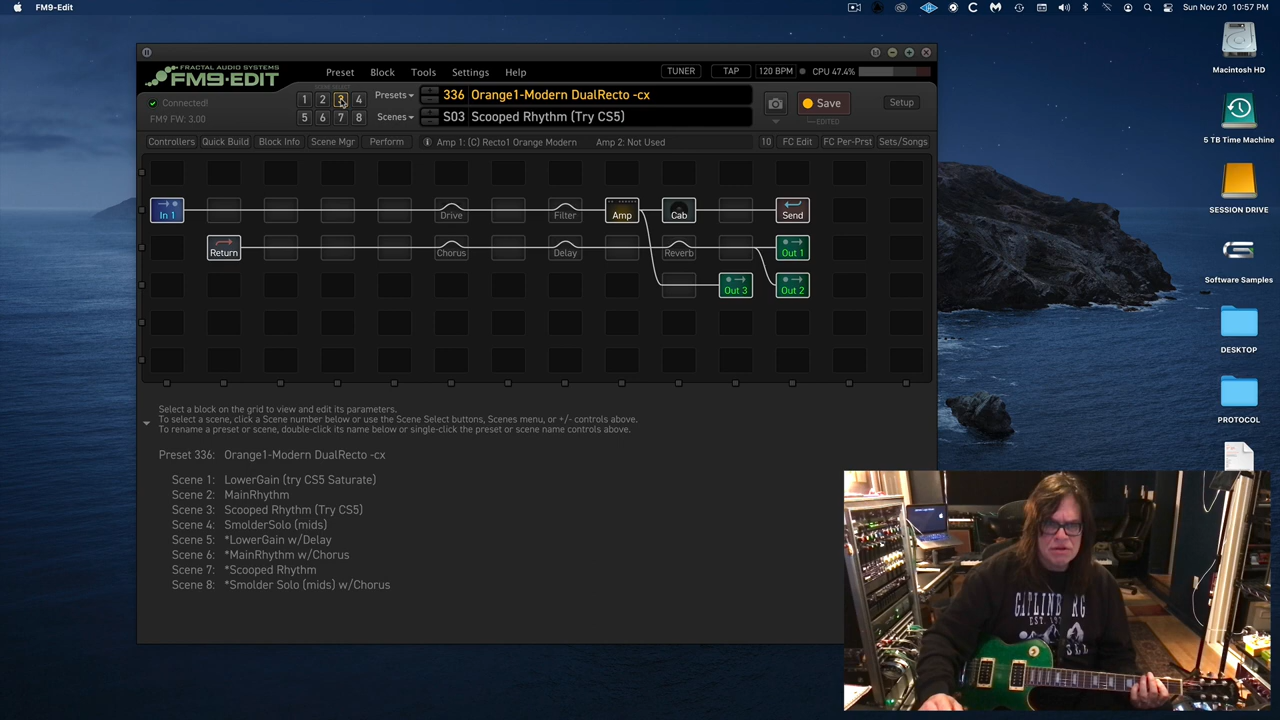 FM9-Edit
Sun Nov 20 10:57 PM
FRACTAL AUDIO SYSTEMS
FM9-EDIT
Preset Block Tools Settings Help
TUNER TAP 120 BPM CPU 47.4%
Connected!
FM9 FW: 3.00
SCENE SELECT
1 2 3 4
5 6 7 8
Presets 336 Orange1-Modern DualRecto -cx
Scenes S03 Scooped Rhythm (Try CS5)
Save
EDITED
Setup
Controllers Quick Build Block Info Scene Mgr Perform Amp 1: (C) Recto1 Orange Modern Amp 2: Not Used 10 FC Edit FC Per-Prst Sets/Songs
In 1 Drive Filter Amp Cab Send
Return Chorus Delay Reverb Out 1
Out 3 Out 2
Select a block on the grid to view and edit its parameters.
To select a scene, click a Scene number below or use the Scene Select buttons, Scenes menu, or +/- controls above.
To rename a preset or scene, double-click its name below or single-click the preset or scene name controls above.
Preset 336: Orange1-Modern DualRecto -cx
Scene 1: LowerGain (try CS5 Saturate)
Scene 2: MainRhythm
Scene 3: Scooped Rhythm (Try CS5)
Scene 4: SmolderSolo (mids)
Scene 5: *LowerGain w/Delay
Scene 6: *MainRhythm w/Chorus
Scene 7: *Scooped Rhythm
Scene 8: *Smolder Solo (mids) w/Chorus
Macintosh HD
5 TB Time Machine
SESSION DRIVE
Software Samples
DESKTOP
PROTOCOL